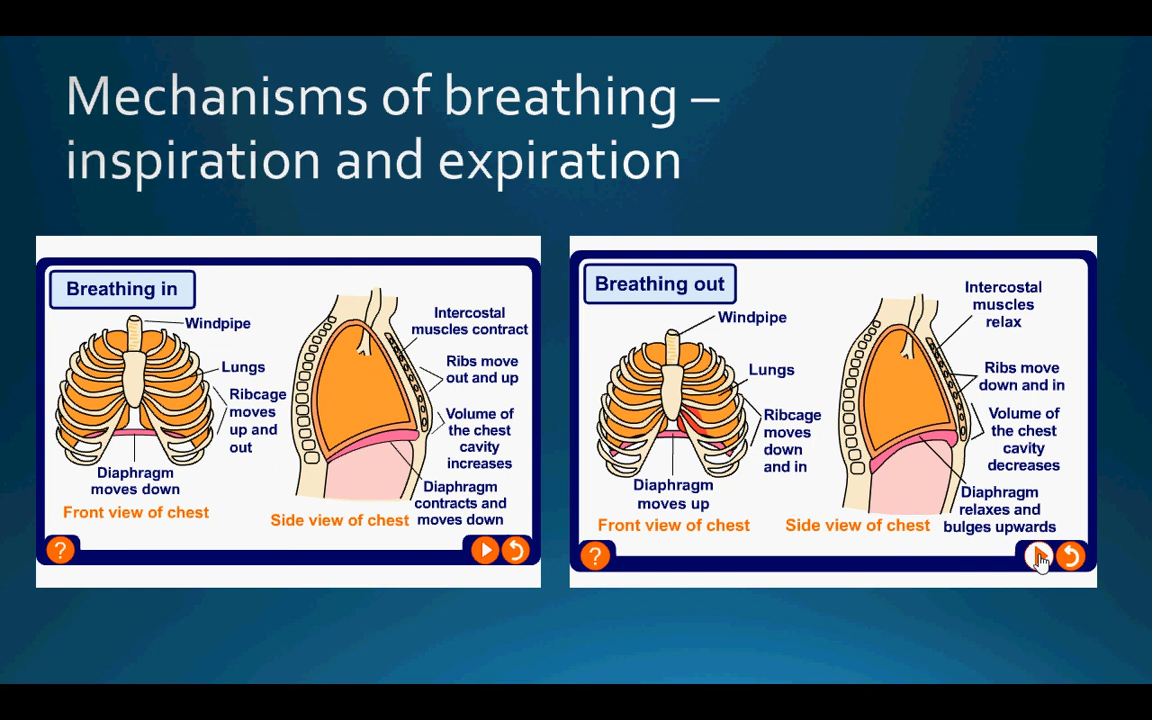 Mechanisms of breathing –
inspiration and expiration
Breathing in
Windpipe
Lungs
Ribcage
moves
up and
out
Diaphragm
moves down
Front view of chest
Intercostal
muscles contract
Ribs move
out and up
Volume of
the chest
cavity
increases
Diaphragm
contracts and
moves down
Side view of chest
?
Breathing out
Windpipe
Lungs
Ribcage
moves
down
and in
Diaphragm
moves up
Front view of chest
Intercostal
muscles
relax
Ribs move
down and in
Volume of
the chest
cavity
decreases
Diaphragm
relaxes and
bulges upwards
Side view of chest
?